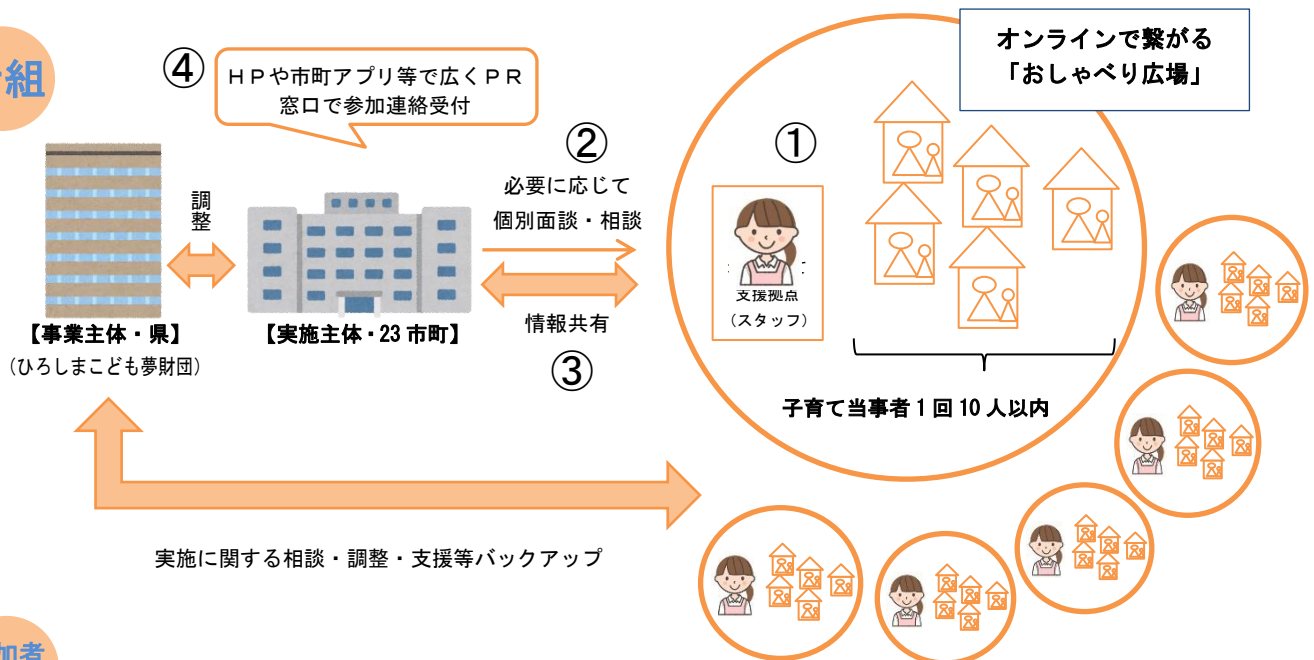 組
④
ＨＰや市町アプリ等で広くＰＲ
窓口で参加連絡受付
オンラインで繋がる
「おしゃべり広場」
②
必要に応じて
個別面談・相談
①
調整
支援拠点
（スタッフ）
【事業主体・県】
（ひろしまこども夢財団）
【実施主体・23 市町】
情報共有
③
子育て当事者 1 回 10 人以内
実施に関する相談・調整・支援等バックアップ
加者